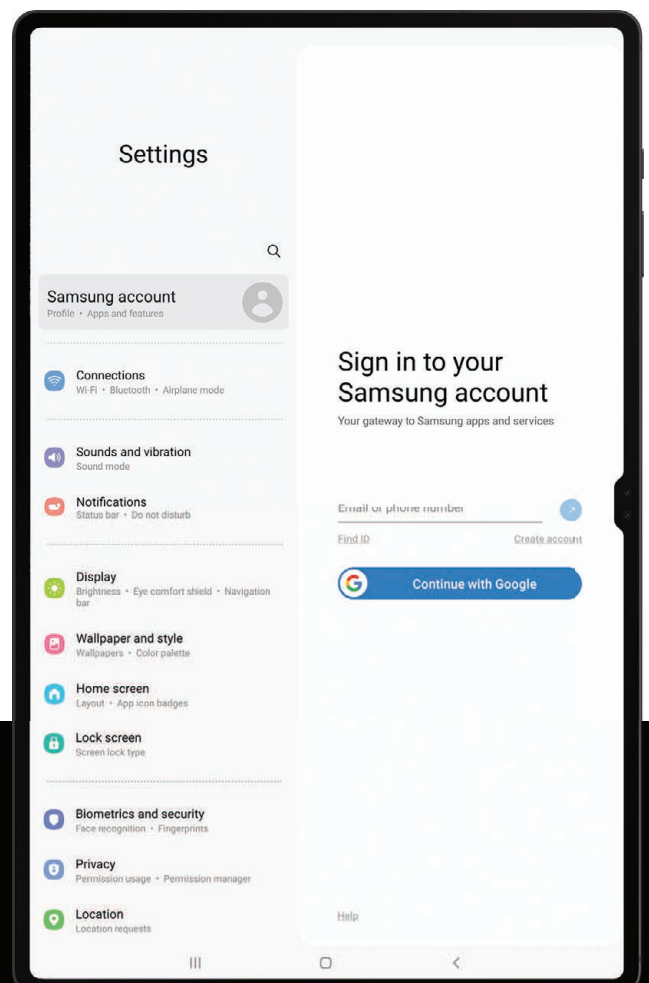 Settings
Samsung account
Profile • Apps and features
Connections
Wi-Fi • Bluetooth • Airplane mode
Sounds and vibration
Sound mode
Notifications
Status bar • Do not disturb
Display
Brightness • Eye comfort shield • Navigation
bar
Wallpaper and style
Wallpapers • Color palette
Home screen
Layout • App icon badges
Lock screen
Screen lock type
Biometrics and security
Face recognition • Fingerprints
Privacy
Permission usage • Permission manager
Location
Location requests
Sign in to your
Samsung account
Your gateway to Samsung apps and services
Email or phone number
Find ID
Create account
G
Continue with Google
Help